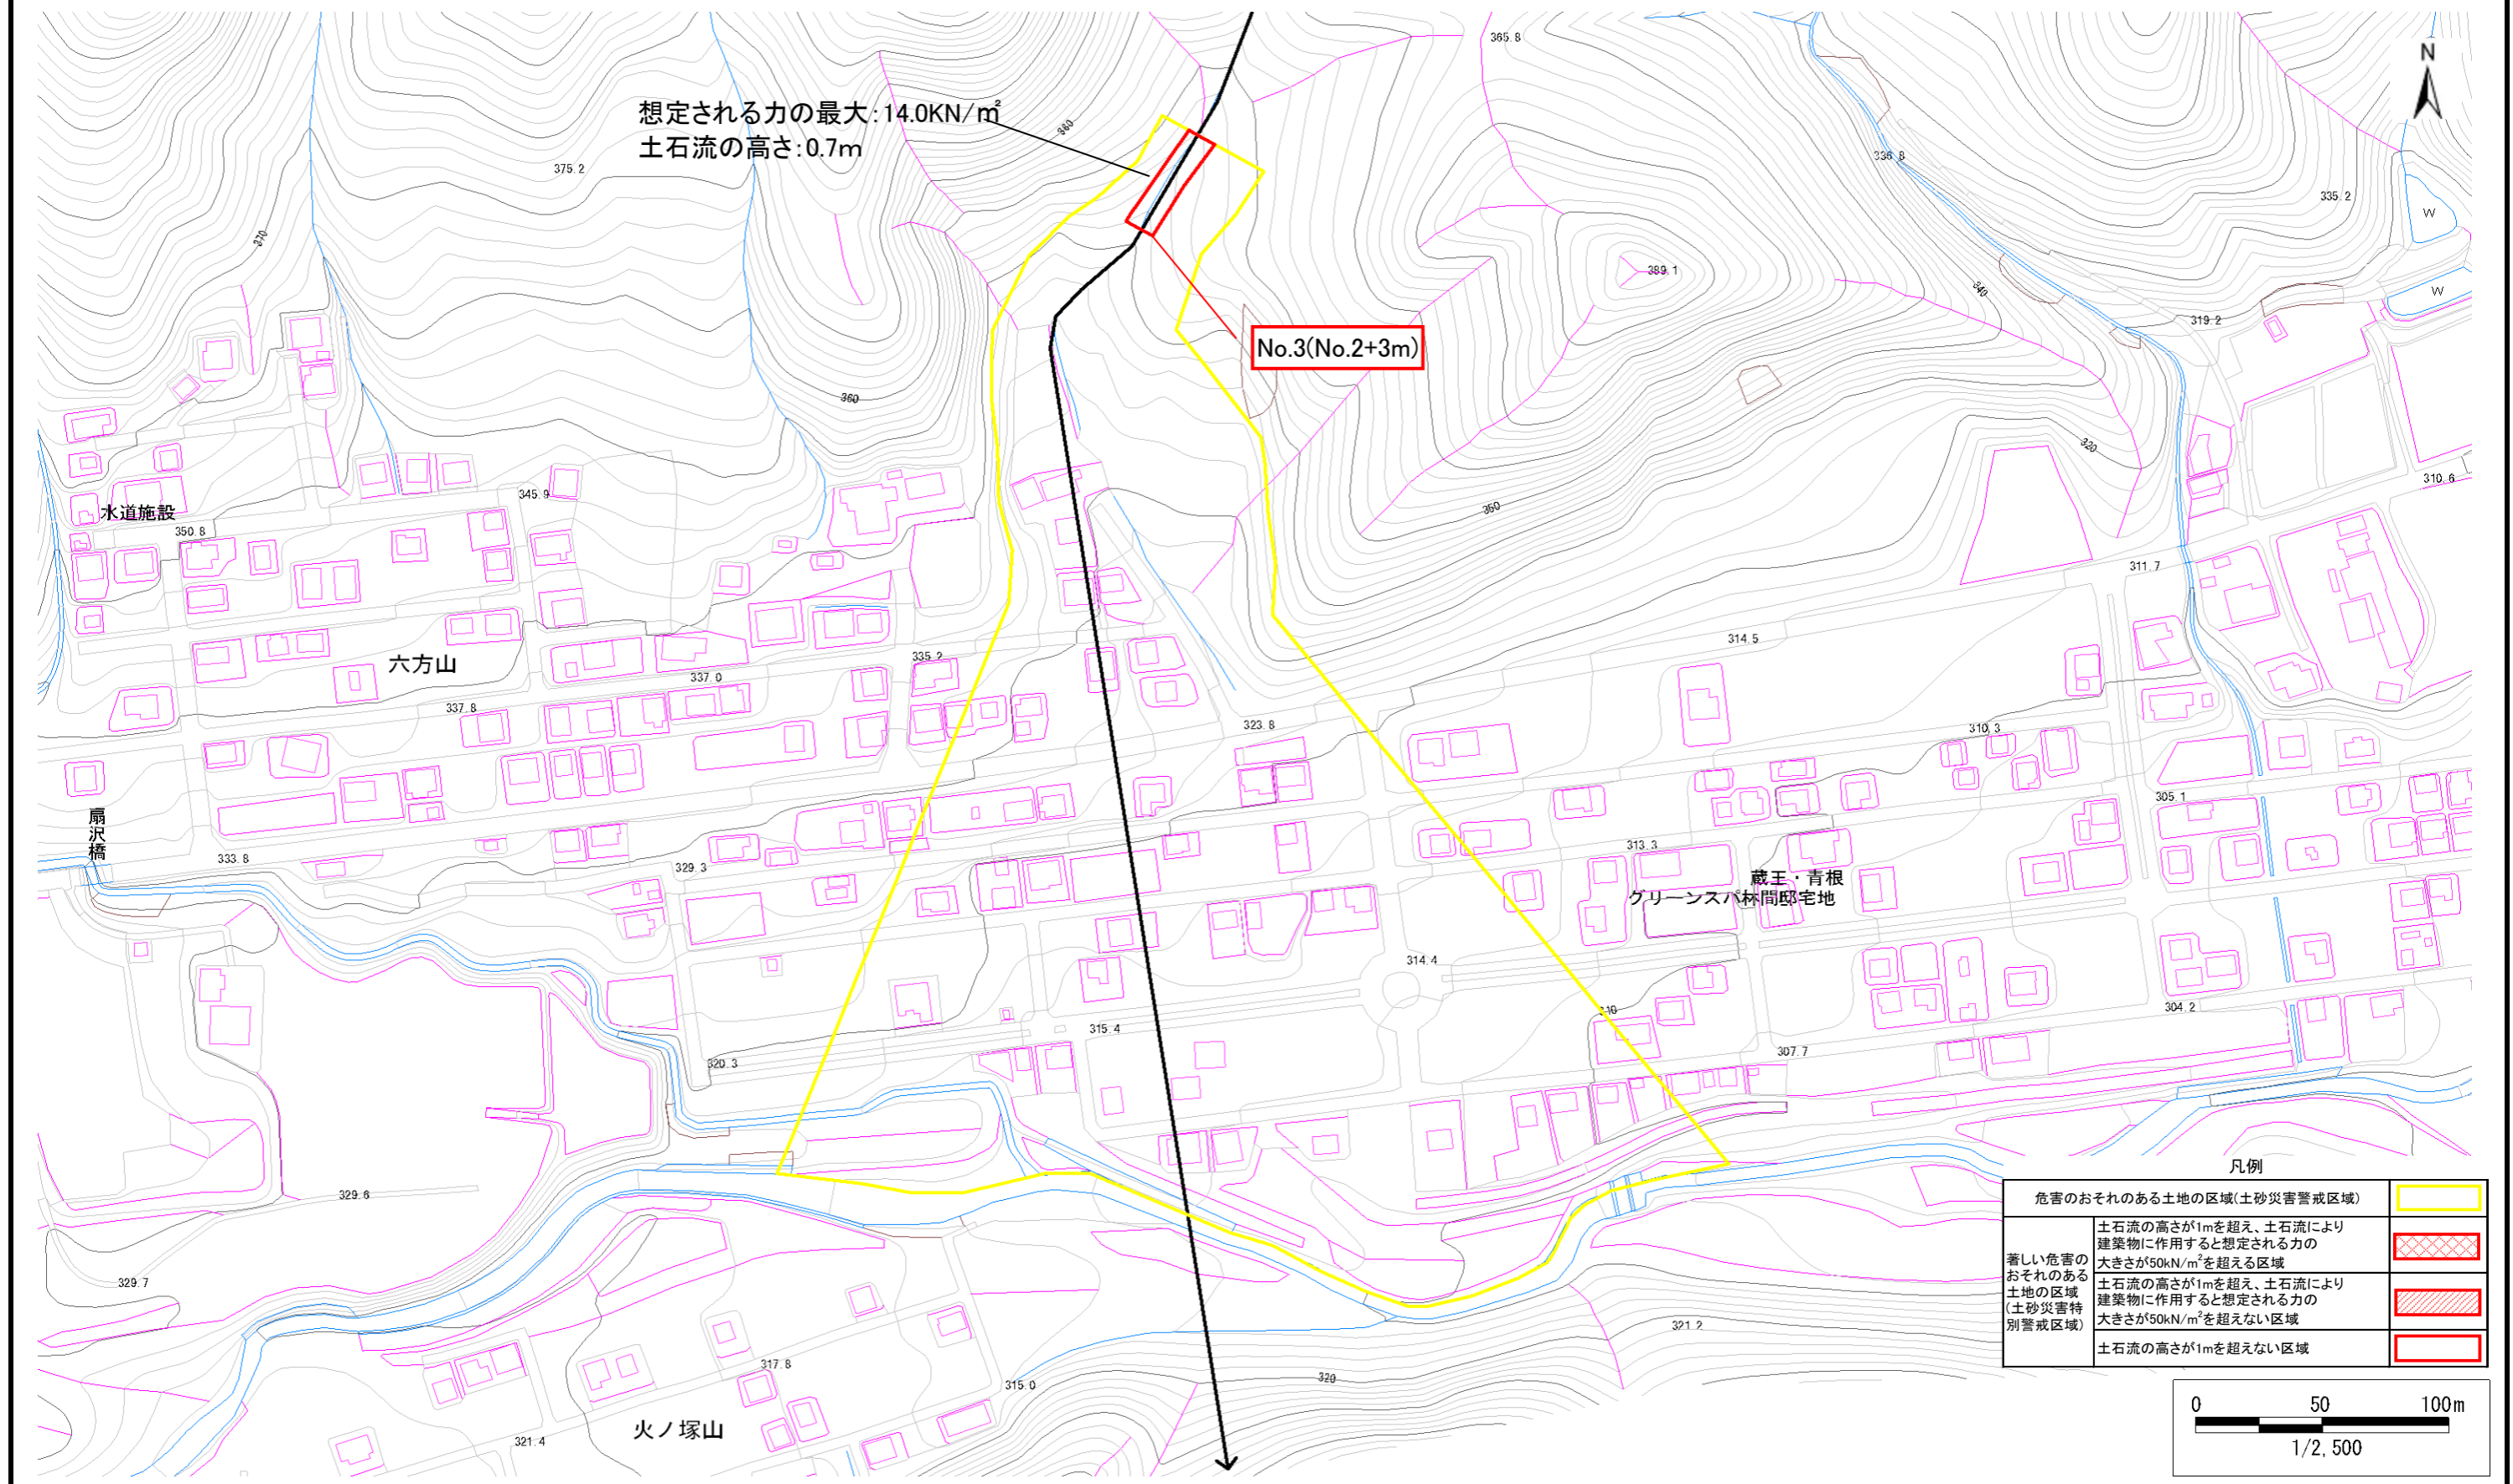 365.8
N
想定される力の最大:14.0KN/㎡
土石流の高さ:0.7m
360
336.8
375.2
335.2
W
370
389.1
340
W
319.2
No.3(No.2+3m)
360
320
310.6
345.9
水道施設
350.8
350
311.7
314.5
335.2
六方山
337.0
337.8
323.8
310.3
305.1
扇沢橋
333.8
329.3
313.3
蔵王・青根
グリーンスパ林間邸宅地
314.4
310
304.2
315.4
307.7
320.3
329.6
329.7
321.2
317.8
320
315.0
火ノ塚山
321.4
凡例
危害のおそれのある土地の区域(土砂災害警戒区域)
著しい危害の
おそれのある
土地の区域
(土砂災害特
別警戒区域)
土石流の高さが1mを超え、土石流により
建築物に作用すると想定される力の
大きさが50kN/m²を超える区域
土石流の高さが1mを超え、土石流により
建築物に作用すると想定される力の
大きさが50kN/m²を超えない区域
土石流の高さが1mを超えない区域
0 50 100m
1/2,500